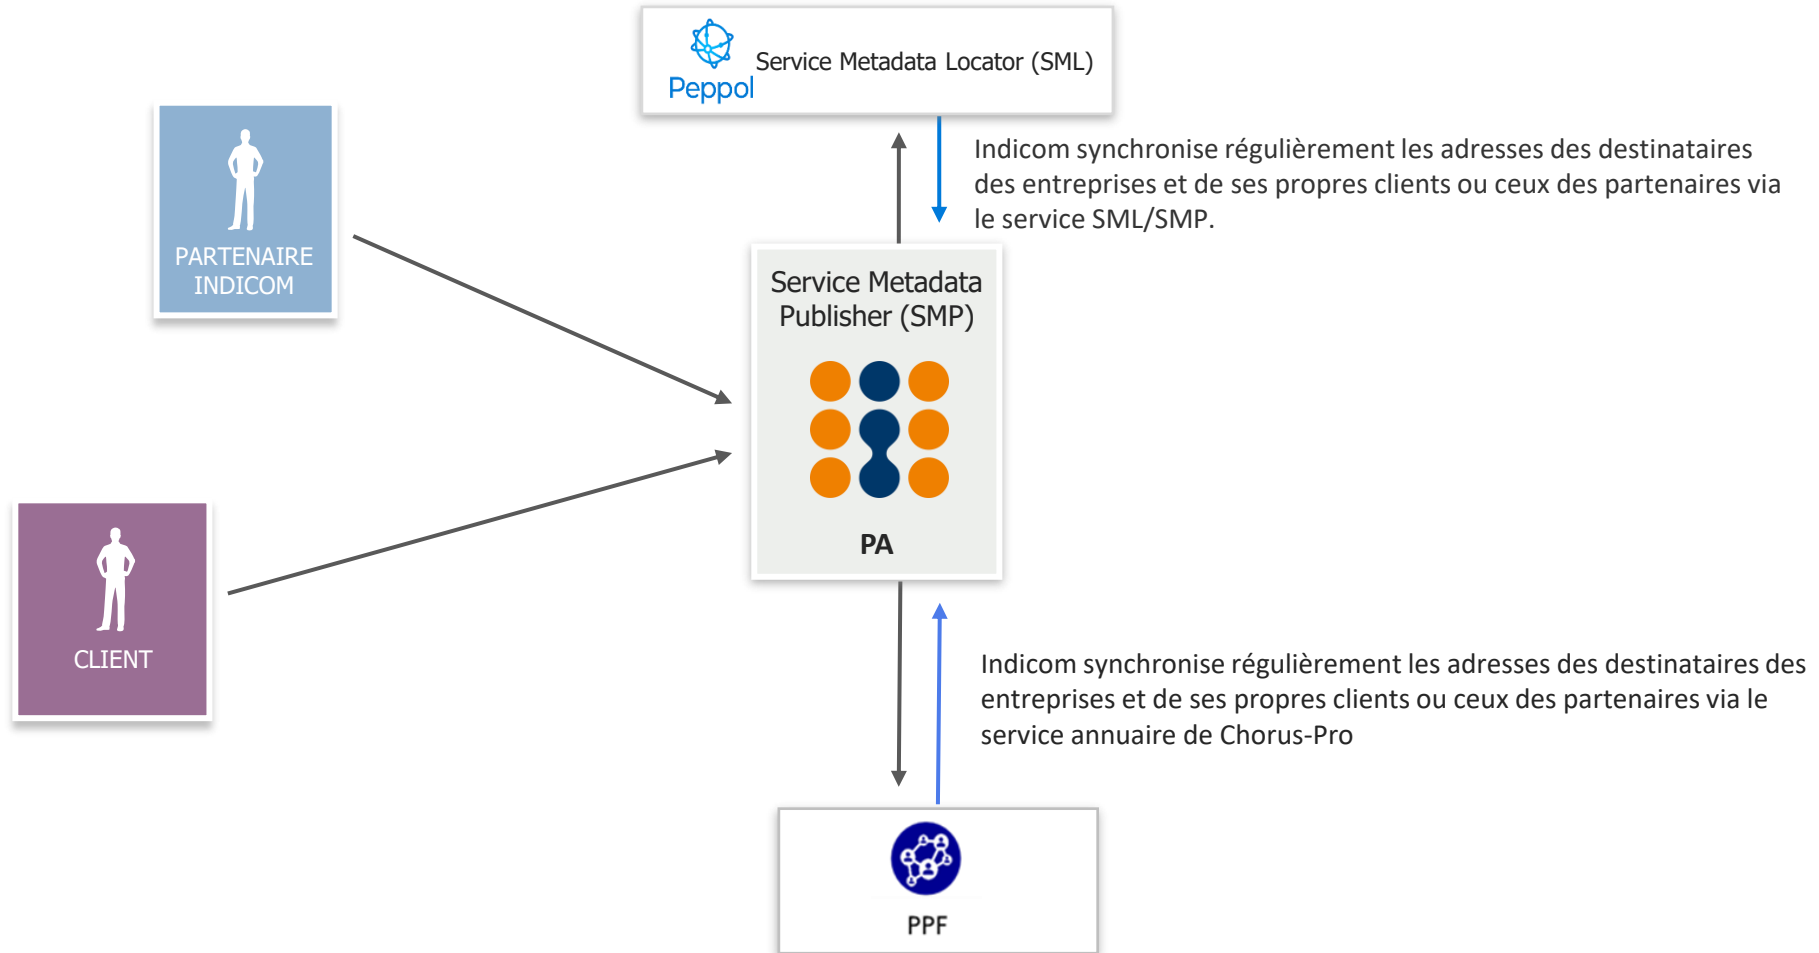 Peppol
Service Metadata Locator (SML)
Indicom synchronise régulièrement les adresses des destinataires
des entreprises et de ses propres clients ou ceux des partenaires via
le service SML/SMP.
PARTENAIRE
INDICOM
Service Metadata
Publisher (SMP)
PA
CLIENT
Indicom synchronise régulièrement les adresses des destinataires des
entreprises et de ses propres clients ou ceux des partenaires via le
service annuaire de Chorus-Pro
PPF